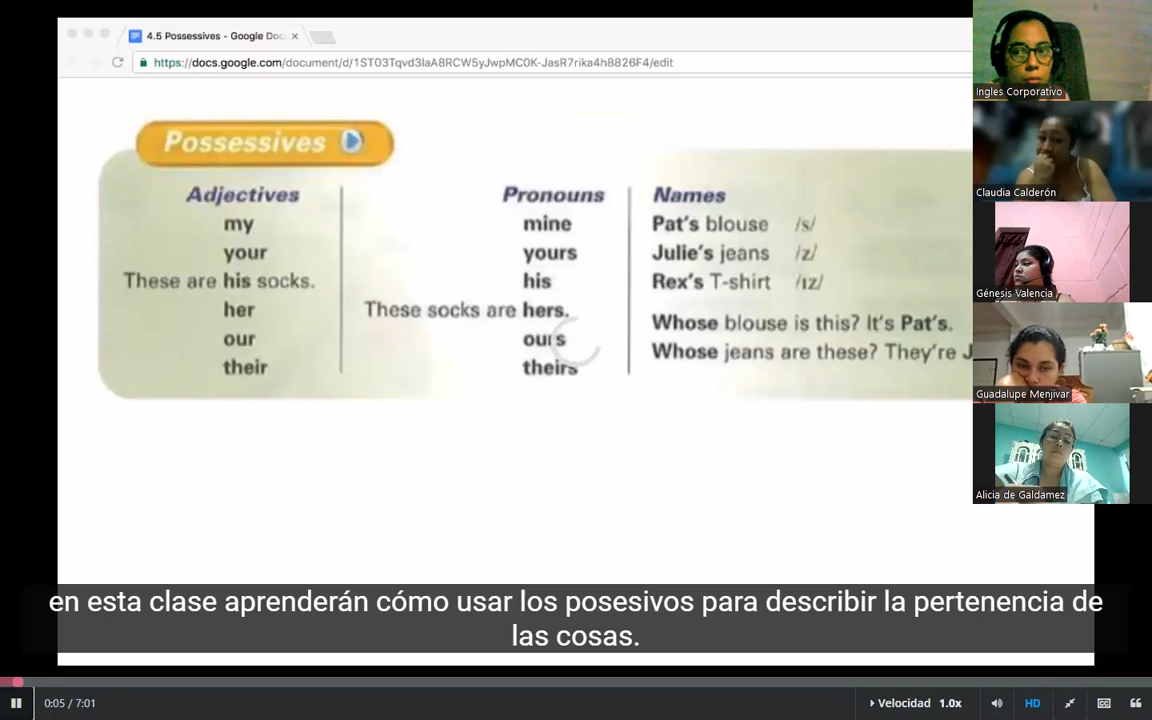 4.5 Possessives - Google Doc
https://docs.google.com/document/d/1ST03Tqvd3laA8RCW5yJwpMC0K-JasR7rika4h8826F4/edit
Possessives
Adjectives
my
your
These are his socks.
her
our
their
Pronouns
mine
yours
his
These socks are hers.
ours
theirs
Names
Pat's blouse /s/
Julie's jeans /z/
Rex's T-shirt /ɪz/
Whose blouse is this? It's Pat's.
Whose jeans are these? They're J
Ingles Corporativo
Claudia Calderón
Génesis Valencia
Guadalupe Menjivar
Alicia de Galdamez
en esta clase aprenderán cómo usar los posesivos para describir la pertenencia de
las cosas.
0:05 / 7:01
Velocidad 1.0x
HD